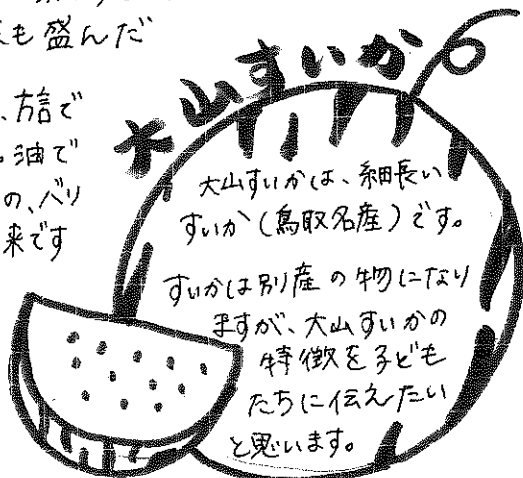 も盛んだ
、方言で
油で
の、バリ
来です
大山すいか
大山すいかは、細長い
すいか(鳥取名産)です。
すいかは別産の物になり
ますが、大山すいかの
特徴を子ども
たちに伝えたい
と思います。